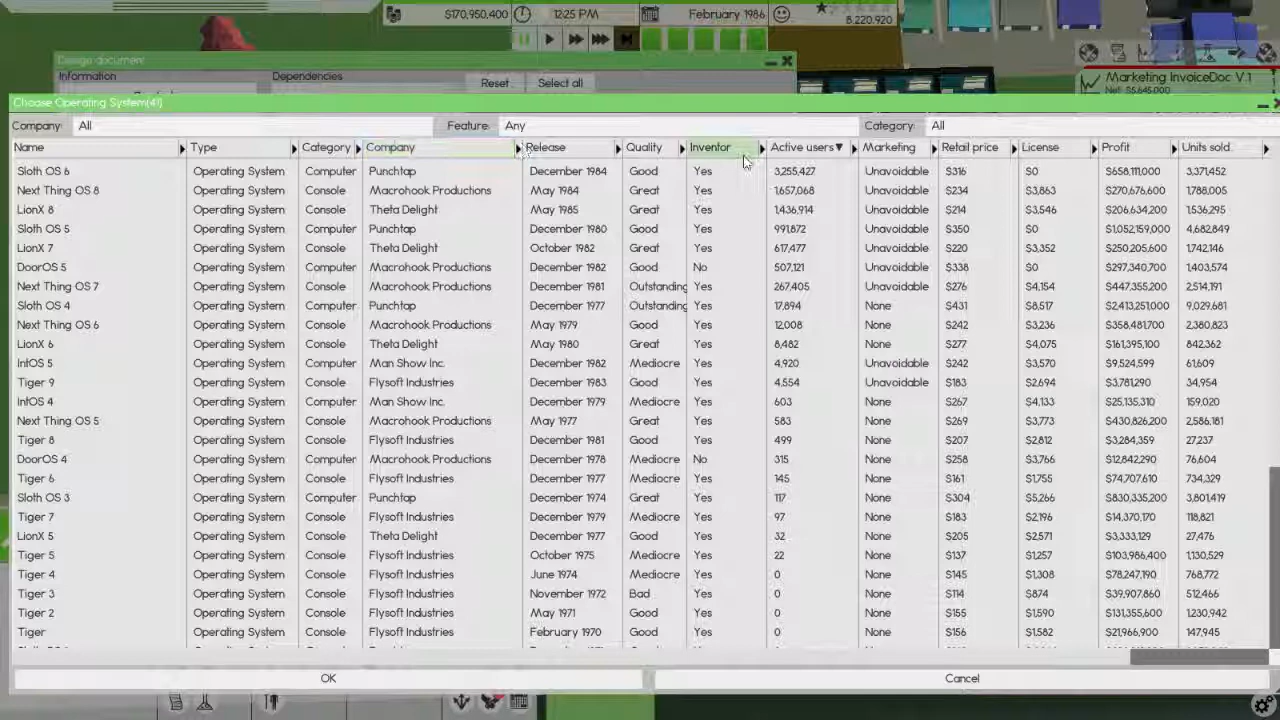 $170,950,400 12:25 PM February 1986 8,220,920
Design document
Information Dependencies Reset Select all
Marketing InvoiceDoc V.1
Net: $5,645,000
Choose Operating System(41)
Company: All Feature: Any Category: All
Name Type Category Company Release Quality Inventor Active users▼ Marketing Retail price License Profit Units sold
Sloth OS 6 Operating System Computer Punchtap December 1984 Good Yes 3,255,427 Unavoidable $316 $0 $658,111,000 3,371,452
Next Thing OS 8 Operating System Console Macrohook Productions May 1984 Great Yes 1,657,068 Unavoidable $234 $3,863 $270,676,600 1,788,005
LionX 8 Operating System Console Theta Delight May 1985 Great Yes 1,436,914 Unavoidable $214 $3,546 $206,634,200 1,536,295
Sloth OS 5 Operating System Computer Punchtap December 1980 Good Yes 991,872 Unavoidable $350 $0 $1,052,159,000 4,682,849
LionX 7 Operating System Console Theta Delight October 1982 Great Yes 617,477 Unavoidable $220 $3,352 $250,205,600 1,742,146
DoorOS 5 Operating System Computer Macrohook Productions December 1982 Good No 507,121 Unavoidable $338 $0 $297,340,700 1,403,574
Next Thing OS 7 Operating System Console Macrohook Productions December 1981 Outstanding Yes 267,405 Unavoidable $276 $4,154 $447,355,200 2,514,191
Sloth OS 4 Operating System Computer Punchtap December 1977 Outstanding Yes 17,894 None $431 $8,517 $2,413,251,000 9,029,681
Next Thing OS 6 Operating System Console Macrohook Productions May 1979 Good Yes 12,008 None $242 $3,236 $358,481,700 2,380,823
LionX 6 Operating System Console Theta Delight May 1980 Great Yes 8,482 None $277 $4,075 $161,395,100 842,362
IntOS 5 Operating System Computer Man Show Inc. December 1982 Mediocre Yes 4,920 Unavoidable $242 $3,570 $9,524,599 61,609
Tiger 9 Operating System Console Flysoft Industries December 1983 Good Yes 4,554 Unavoidable $183 $2,694 $3,781,290 34,954
IntOS 4 Operating System Computer Man Show Inc. December 1979 Mediocre Yes 603 None $267 $4,133 $25,135,310 159,020
Next Thing OS 5 Operating System Console Macrohook Productions May 1977 Great Yes 583 None $269 $3,773 $430,826,200 2,586,181
Tiger 8 Operating System Console Flysoft Industries December 1981 Good Yes 499 None $207 $2,812 $3,284,359 27,237
DoorOS 4 Operating System Computer Macrohook Productions December 1978 Mediocre No 315 None $258 $3,766 $12,842,290 76,604
Tiger 6 Operating System Console Flysoft Industries December 1977 Mediocre Yes 145 None $161 $1,755 $74,707,610 734,329
Sloth OS 3 Operating System Computer Punchtap December 1974 Great Yes 117 None $304 $5,266 $830,335,200 3,801,419
Tiger 7 Operating System Console Flysoft Industries December 1979 Mediocre Yes 97 None $183 $2,196 $14,370,170 118,821
LionX 5 Operating System Console Theta Delight December 1977 Good Yes 32 None $205 $2,571 $3,333,129 27,476
Tiger 5 Operating System Console Flysoft Industries October 1975 Mediocre Yes 22 None $137 $1,257 $103,986,400 1,130,529
Tiger 4 Operating System Console Flysoft Industries June 1974 Mediocre Yes 0 None $145 $1,308 $78,247,190 768,772
Tiger 3 Operating System Console Flysoft Industries November 1972 Bad Yes 0 None $114 $874 $39,907,860 512,466
Tiger 2 Operating System Console Flysoft Industries May 1971 Good Yes 0 None $155 $1,590 $131,355,600 1,230,942
Tiger Operating System Console Flysoft Industries February 1970 Good Yes 0 None $156 $1,582 $21,966,900 147,945
OK Cancel